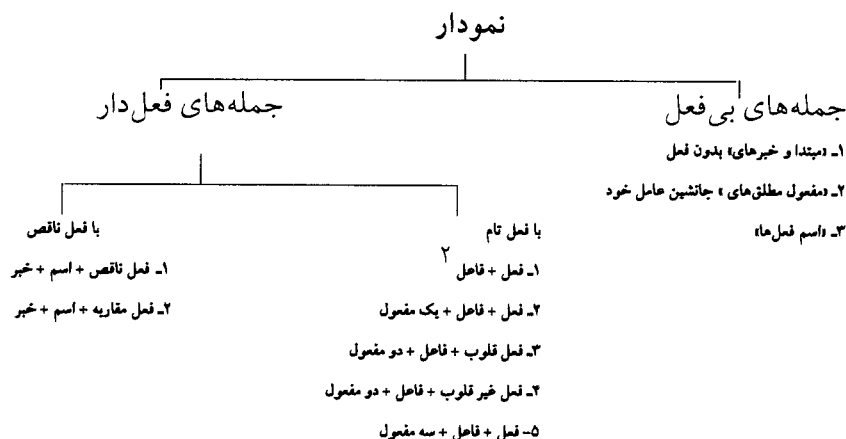 نمودار
جمله‌های بی‌فعل
۱ـ «مبتدا و خبرهای» بدون فعل
۲ـ «مفعول مطلق‌های» جانشین عامل خود
۳ـ «اسم فعل‌ها»
جمله‌های فعل‌دار
با فعل تام
۱ـ فعل + فاعل ۲
۲ـ فعل + فاعل + یک مفعول
۳ـ فعل قلوب + فاعل + دو مفعول
۴ـ فعل غیر قلوب + فاعل + دو مفعول
۵- فعل + فاعل + سه مفعول
با فعل ناقص
۱ـ فعل ناقص + اسم + خبر
۲ـ فعل مقاربه + اسم + خبر